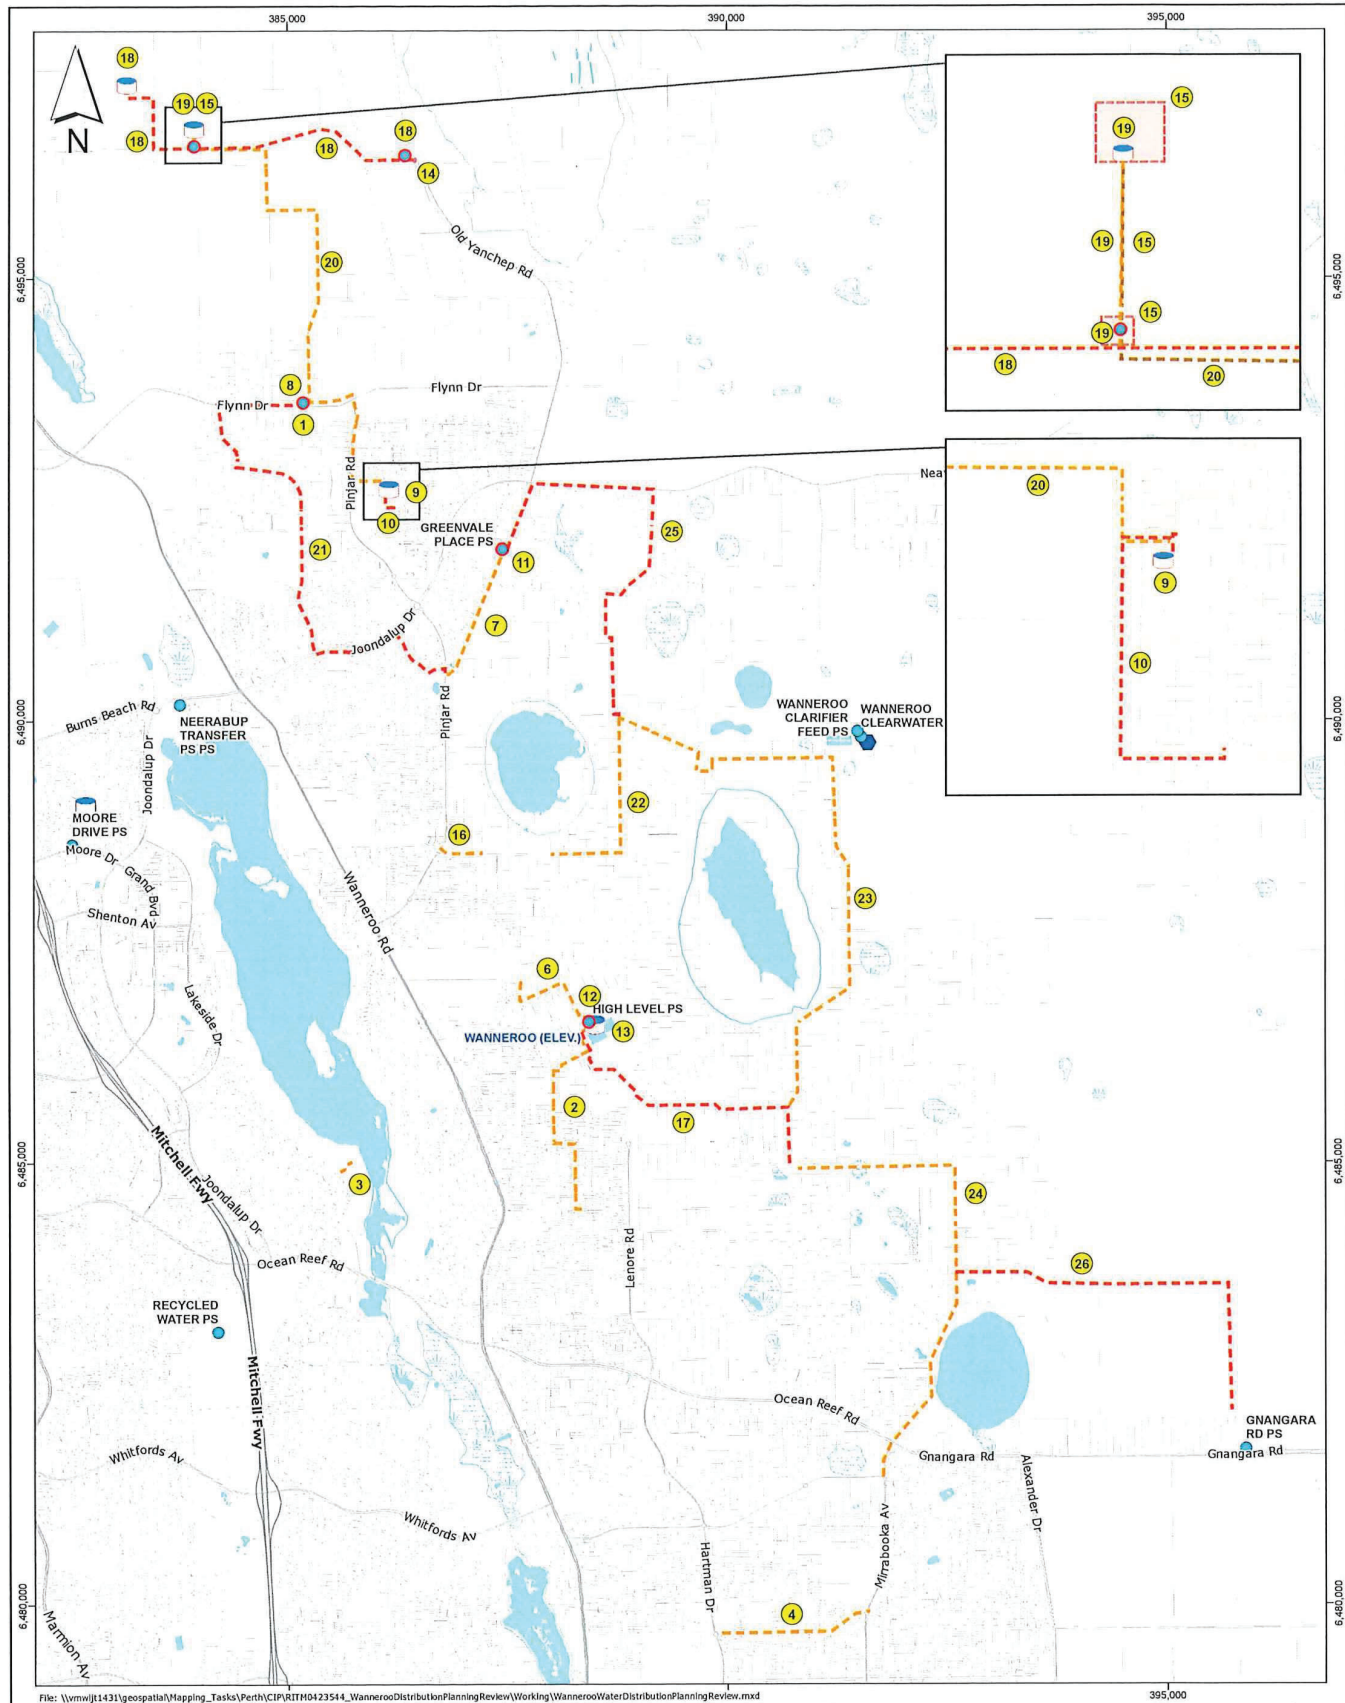 385,000
390,000
395,000
N
18
19
15
18
18
18
14
Old Yanchep Rd
6,495,000
6,495,000
20
15
19
19
15
15
19
18
20
8
Flynn Dr
Flynn Dr
1
Pinjar Rd
9
10
GREENVALE
PLACE PS
11
25
Nea
20
9
10
21
7
Joondalup Dr
Pinjar Rd
6,490,000
6,490,000
Burns Beach Rd
NEERABUP
TRANSFER
PS PS
WANNEROO
CLARIFIER
FEED PS
WANNEROO
CLEARWATER
Joondalup Dr
MOORE
DRIVE PS
Moore Dr
Grand Bvd
Shenton Av
22
16
Wanneroo Rd
23
Lakeside Dr
6
12
HIGH LEVEL PS
13
WANNEROO (ELEV.)
2
17
Mitchell Fwy
6,485,000
6,485,000
3
Joondalup Dr
24
Ocean Reef Rd
Lenore Rd
26
RECYCLED
WATER PS
Mitchell Fwy
Ocean Reef Rd
GNANGARA
RD PS
Gnangara Rd
Gnangara Rd
Whitfords Av
Whitfords Av
Alexander Dr
Mirrabooka Av
Hartman Dr
6,480,000
6,480,000
4
Marmion Av
File: \\vmwijt1431\geospatial\Mapping_Tasks\Perth\CIP\RITM0423544_WannerooDistributionPlanningReview\Working\WannerooWaterDistributionPlanningReview.mxd
395,000